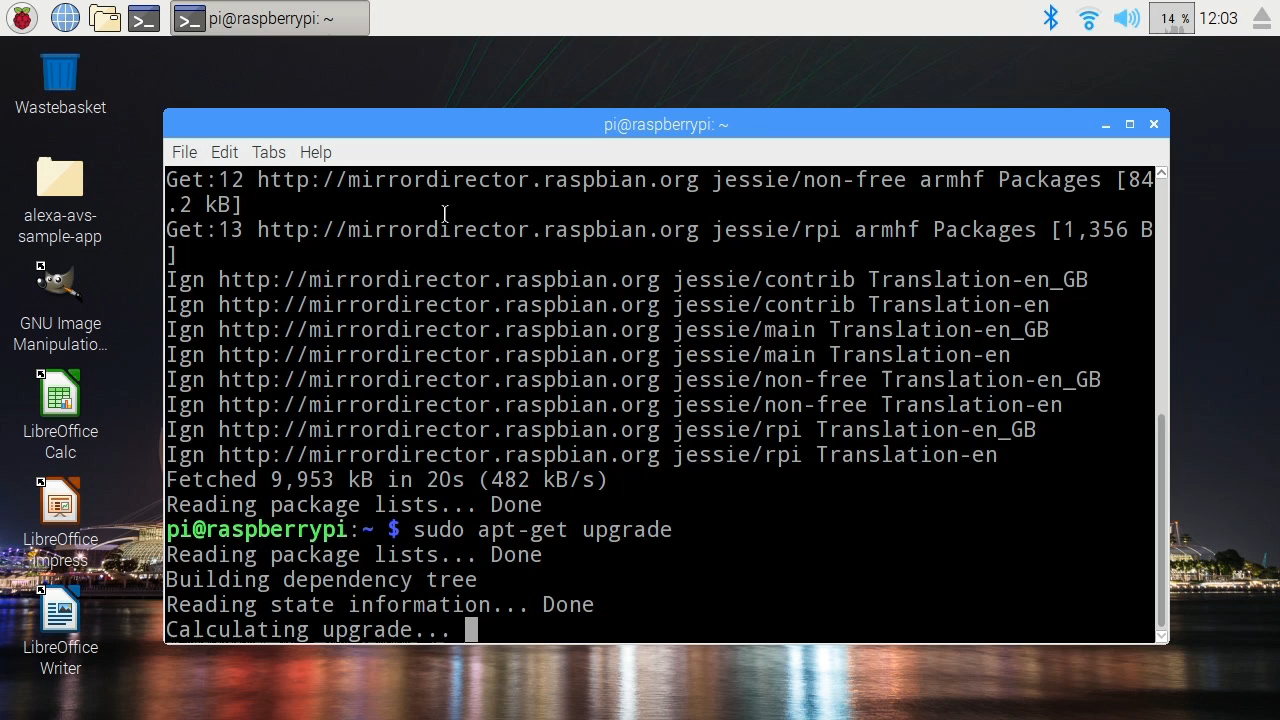 pi@raspberrypi: ~
14 %
12:03
Wastebasket
alexa-avs-
sample-app
GNU Image
Manipulatio...
LibreOffice
Calc
LibreOffice
Impress
LibreOffice
Writer
pi@raspberrypi: ~
File Edit Tabs Help
Get:12 http://mirrordirector.raspbian.org jessie/non-free armhf Packages [84
.2 kB]
Get:13 http://mirrordirector.raspbian.org jessie/rpi armhf Packages [1,356 B
]
Ign http://mirrordirector.raspbian.org jessie/contrib Translation-en_GB
Ign http://mirrordirector.raspbian.org jessie/contrib Translation-en
Ign http://mirrordirector.raspbian.org jessie/main Translation-en_GB
Ign http://mirrordirector.raspbian.org jessie/main Translation-en
Ign http://mirrordirector.raspbian.org jessie/non-free Translation-en_GB
Ign http://mirrordirector.raspbian.org jessie/non-free Translation-en
Ign http://mirrordirector.raspbian.org jessie/rpi Translation-en_GB
Ign http://mirrordirector.raspbian.org jessie/rpi Translation-en
Fetched 9,953 kB in 20s (482 kB/s)
Reading package lists... Done
pi@raspberrypi:~ $ sudo apt-get upgrade
Reading package lists... Done
Building dependency tree
Reading state information... Done
Calculating upgrade...